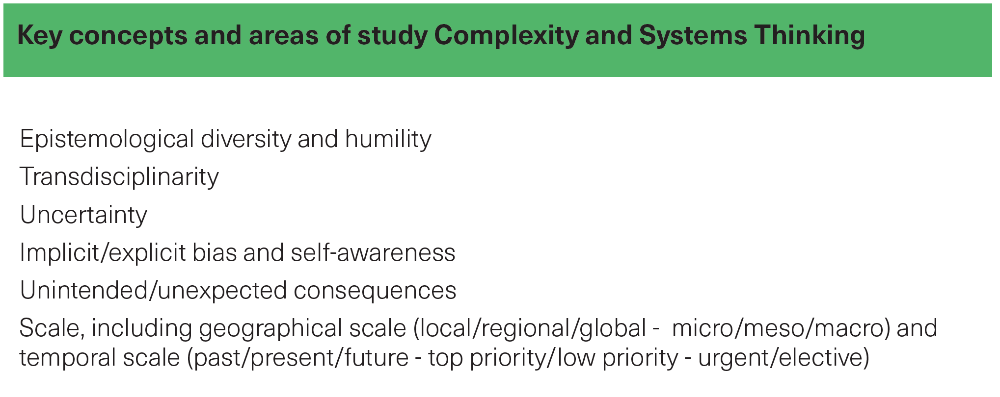 Key concepts and areas of study Complexity and Systems Thinking
Epistemological diversity and humility
Transdisciplinarity
Uncertainty
Implicit/explicit bias and self-awareness
Unintended/unexpected consequences
Scale, including geographical scale (local/regional/global -  micro/meso/macro) and
temporal scale (past/present/future - top priority/low priority - urgent/elective)